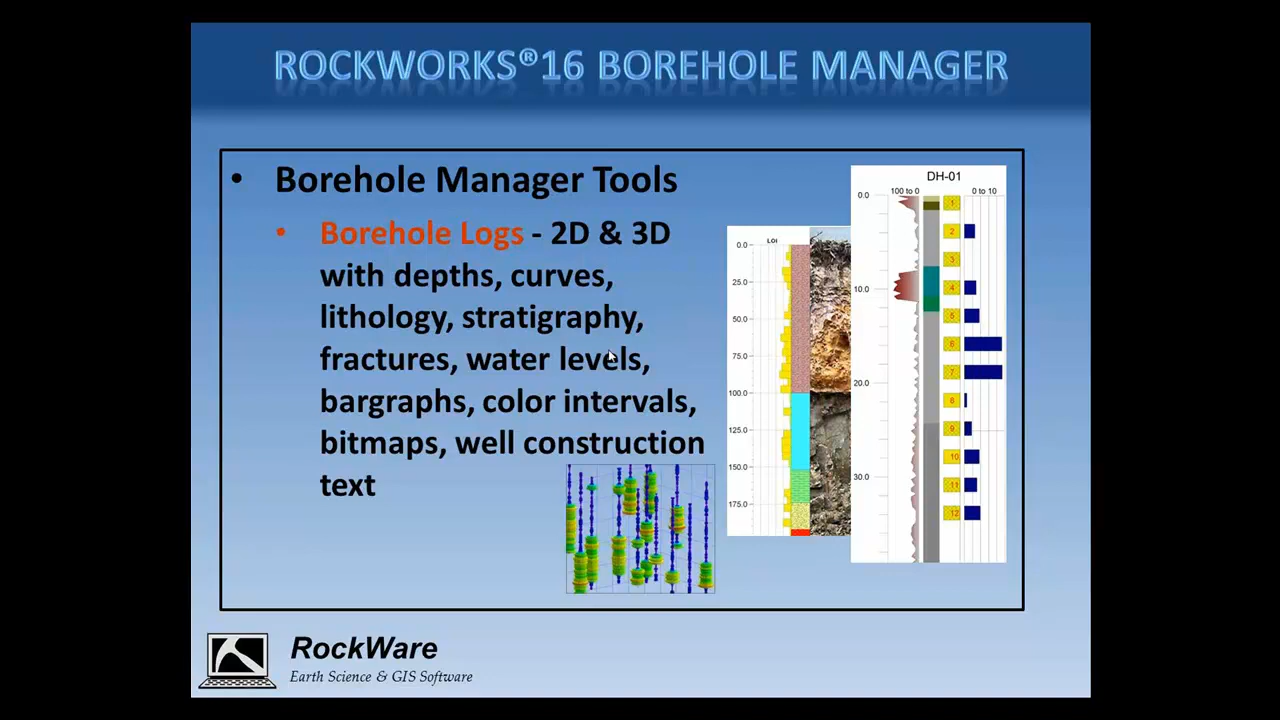 ROCKWORKS®16 BOREHOLE MANAGER
• Borehole Manager Tools
• Borehole Logs - 2D & 3D
with depths, curves,
lithology, stratigraphy,
fractures, water levels,
bargraphs, color intervals,
bitmaps, well construction
text
LOI
0.0
25.0
50.0
75.0
100.0
125.0
150.0
175.0
DH-01
100 to 0 0 to 10
0.0
10.0
20.0
30.0
1
2
3
4
5
6
7
8
9
10
11
12
RockWare
Earth Science & GIS Software